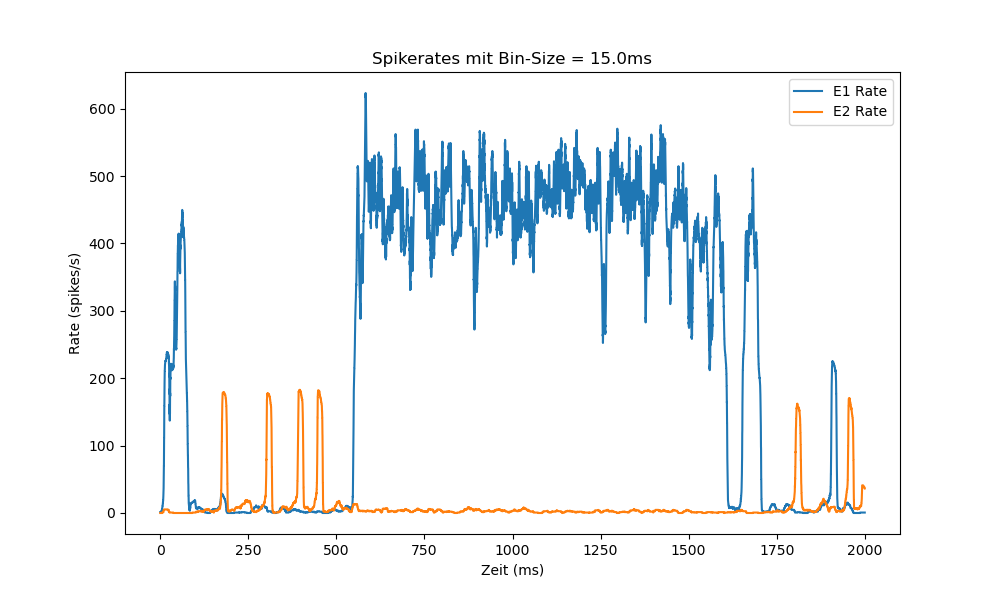 Spikerates mit Bin-Size = 15.0ms
E1 Rate
E2 Rate
Rate (spikes/s)
600
500
400
300
200
100
0
0 250 500 750 1000 1250 1500 1750 2000
Zeit (ms)